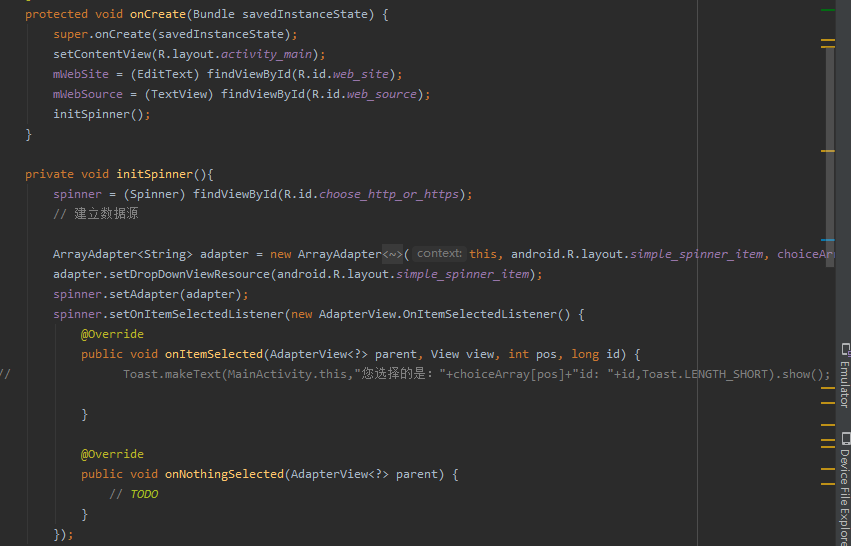 protected void onCreate(Bundle savedInstanceState) {
super.onCreate(savedInstanceState);
setContentView(R.layout.activity_main);
mWebSite = (EditText) findViewById(R.id.web_site);
mWebSource = (TextView) findViewById(R.id.web_source);
initSpinner();
}
private void initSpinner(){
spinner = (Spinner) findViewById(R.id.choose_http_or_https);
// 建立数据源
ArrayAdapter<String> adapter = new ArrayAdapter<~>( context: this, android.R.layout.simple_spinner_item, choiceArr
adapter.setDropDownViewResource(android.R.layout.simple_spinner_item);
spinner.setAdapter(adapter);
spinner.setOnItemSelectedListener(new AdapterView.OnItemSelectedListener() {
@Override
public void onItemSelected(AdapterView<?> parent, View view, int pos, long id) {
// Toast.makeText(MainActivity.this,"您选择的是："+choiceArray[pos]+"id: "+id,Toast.LENGTH_SHORT).show();
}
@Override
public void onNothingSelected(AdapterView<?> parent) {
// TODO
}
});
Emulator
Device File Explore